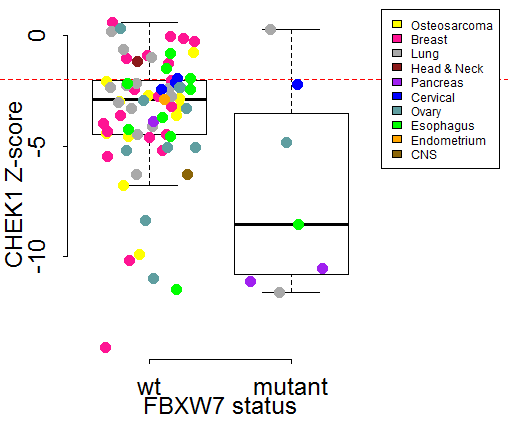 CHEK1 Z-score
0
-5
-10
wt mutant
FBXW7 status
Osteosarcoma
Breast
Lung
Head & Neck
Pancreas
Cervical
Ovary
Esophagus
Endometrium
CNS